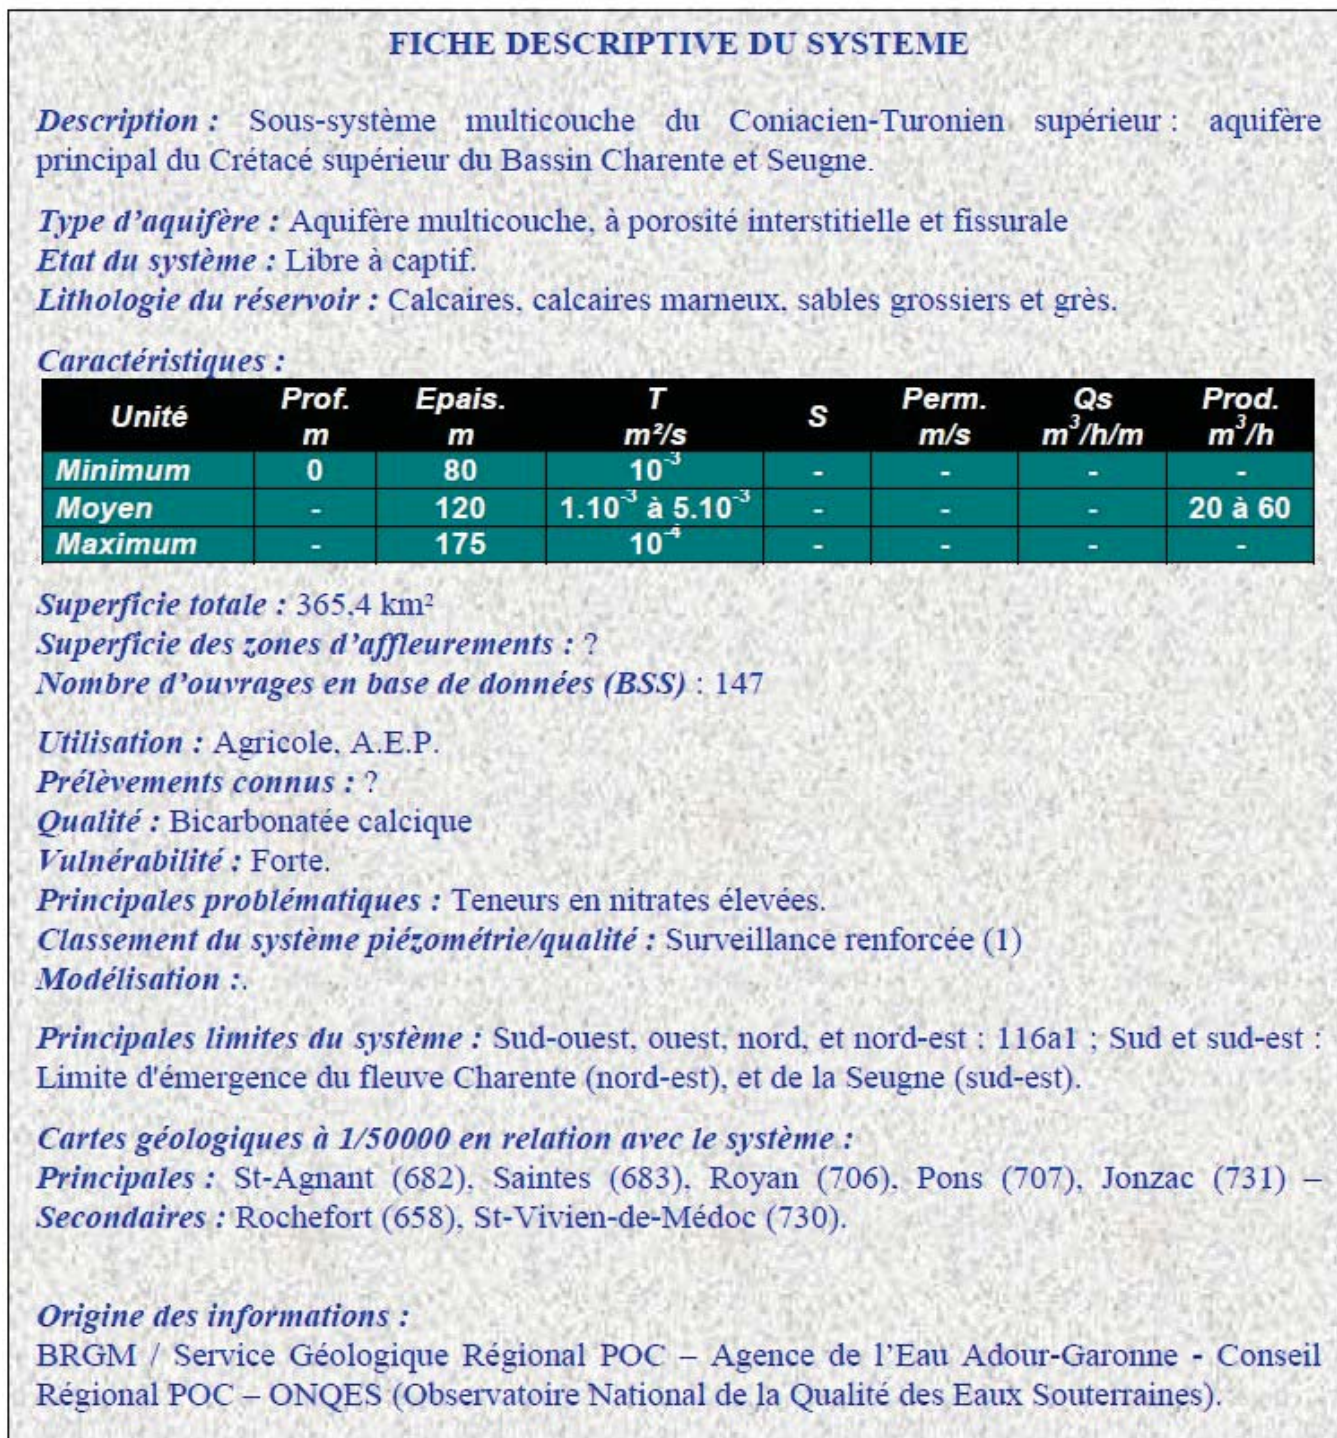 FICHE DESCRIPTIVE DU SYSTEME
Description : Sous-système multicouche du Coniacien-Turonien supérieur : aquifère
principal du Crétacé supérieur du Bassin Charente et Seugne.
Type d'aquifère : Aquifère multicouche, à porosité interstitielle et fissurale
Etat du système : Libre à captif.
Lithologie du réservoir : Calcaires, calcaires marneux, sables grossiers et grès.
Caractéristiques :
Unité Prof. m Epais. m T m²/s S Perm. m/s Qs m³/h/m Prod. m³/h
Minimum 0 80 10⁻³ - - - -
Moyen - 120 1.10⁻³ à 5.10⁻³ - - - 20 à 60
Maximum - 175 10⁻⁴ - - - -
Superficie totale : 365,4 km²
Superficie des zones d'affleurements : ?
Nombre d'ouvrages en base de données (BSS) : 147
Utilisation : Agricole, A.E.P.
Prélèvements connus : ?
Qualité : Bicarbonatée calcique
Vulnérabilité : Forte.
Principales problématiques : Teneurs en nitrates élevées.
Classement du système piézométrie/qualité : Surveillance renforcée (1)
Modélisation :.
Principales limites du système : Sud-ouest, ouest, nord, et nord-est : 116a1 ; Sud et sud-est :
Limite d'émergence du fleuve Charente (nord-est), et de la Seugne (sud-est).
Cartes géologiques à 1/50000 en relation avec le système :
Principales : St-Agnant (682), Saintes (683), Royan (706), Pons (707), Jonzac (731) –
Secondaires : Rochefort (658), St-Vivien-de-Médoc (730).
Origine des informations :
BRGM / Service Géologique Régional POC – Agence de l'Eau Adour-Garonne - Conseil
Régional POC – ONQES (Observatoire National de la Qualité des Eaux Souterraines).